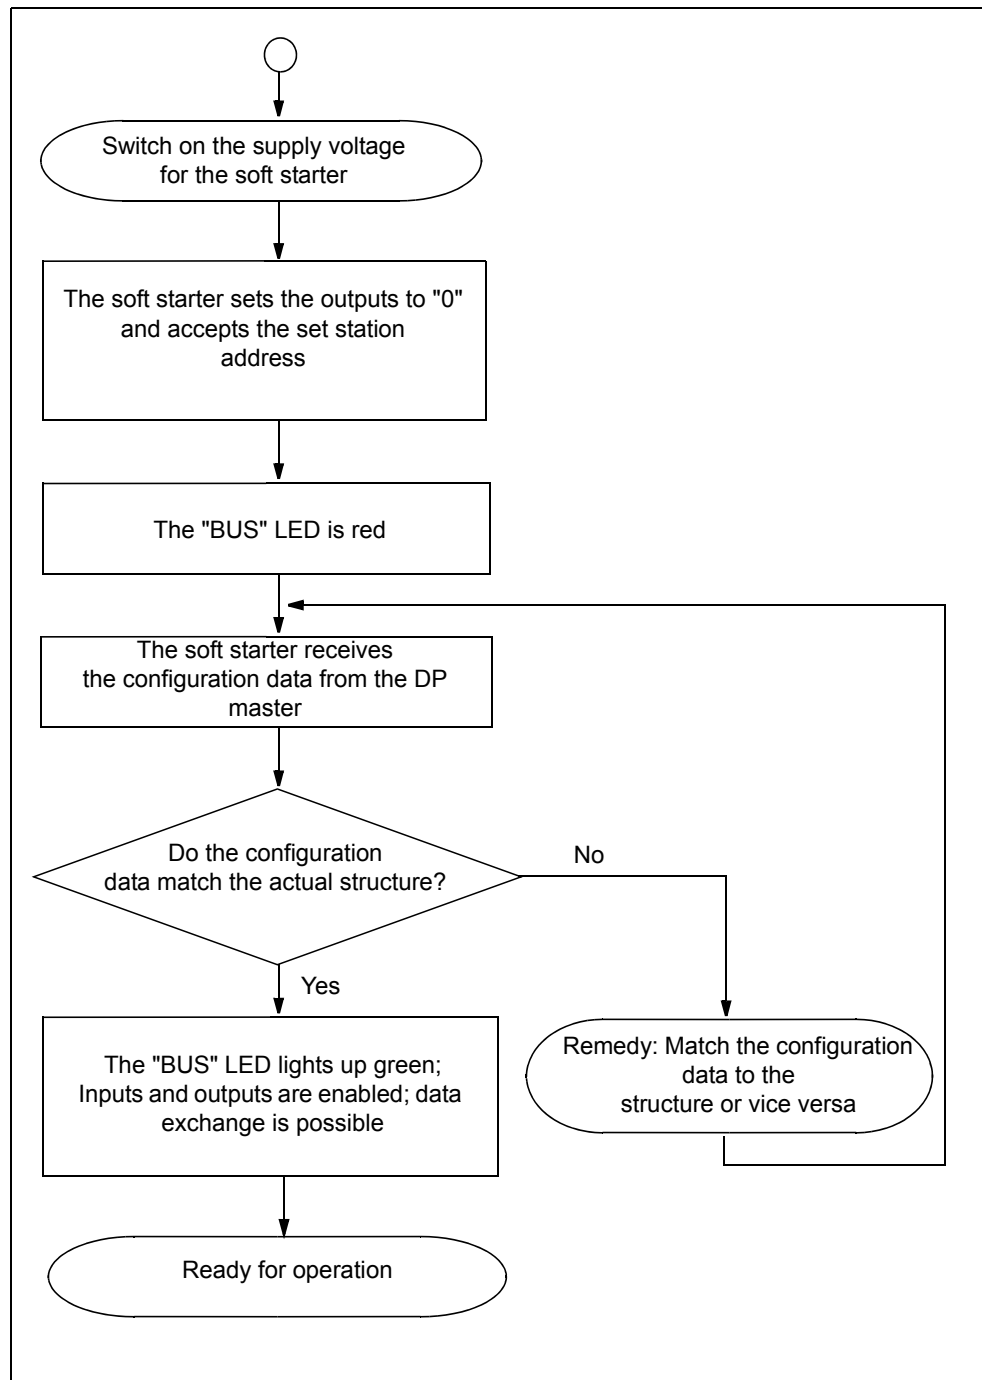 Switch on the supply voltage
for the soft starter
The soft starter sets the outputs to "0"
and accepts the set station
address
The "BUS" LED is red
The soft starter receives
the configuration data from the DP
master
Do the configuration
data match the actual structure?
No
Yes
The "BUS" LED lights up green;
Inputs and outputs are enabled; data
exchange is possible
Remedy: Match the configuration
data to the
structure or vice versa
Ready for operation